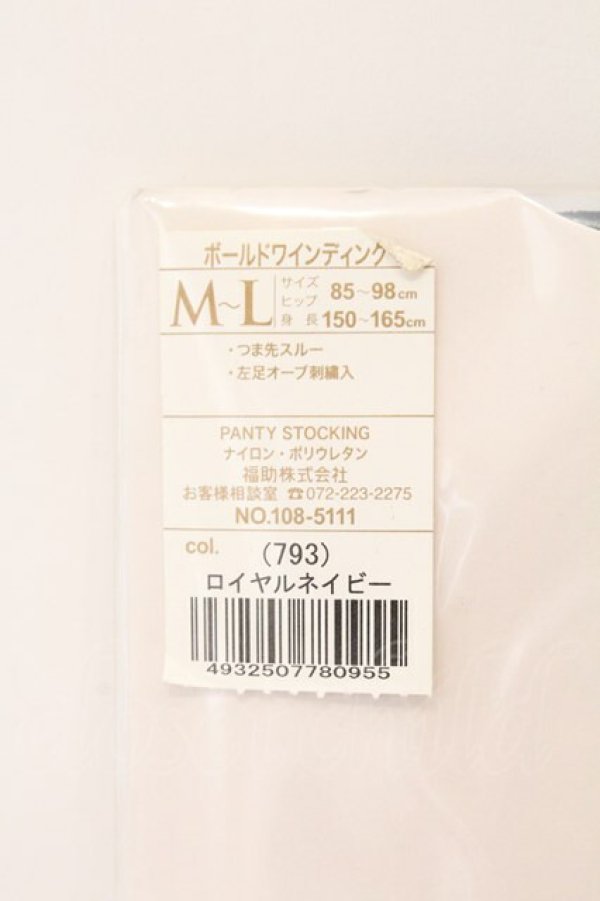 ボールドワインディング
M~L
サイズ
ヒップ 85~98cm
身長 150~165cm
・つま先スルー
・左足オーブ刺繍入
PANTY STOCKING
ナイロン・ポリウレタン
福助株式会社
お客様相談室 ☎072-223-2275
NO.108-5111
col. (793)
ロイヤルネイビー
4932507780955